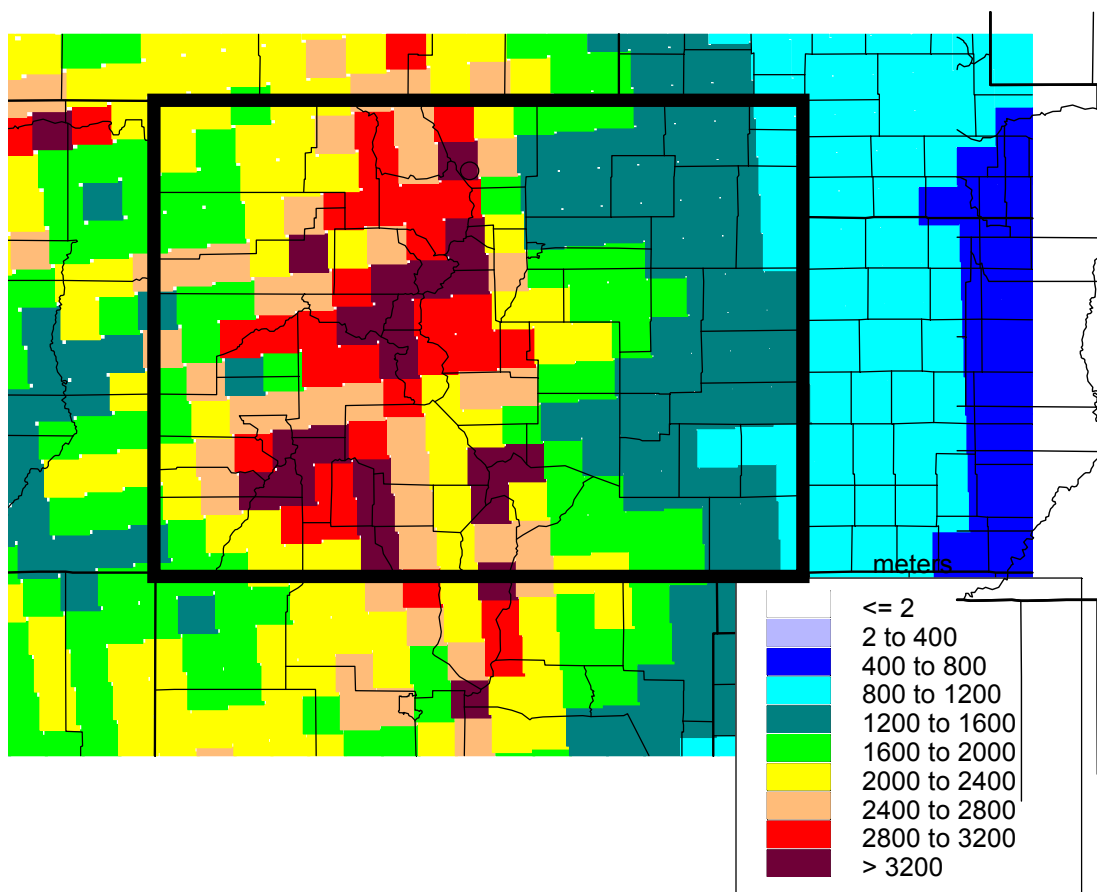 meters
<= 2
2 to 400
400 to 800
800 to 1200
1200 to 1600
1600 to 2000
2000 to 2400
2400 to 2800
2800 to 3200
> 3200